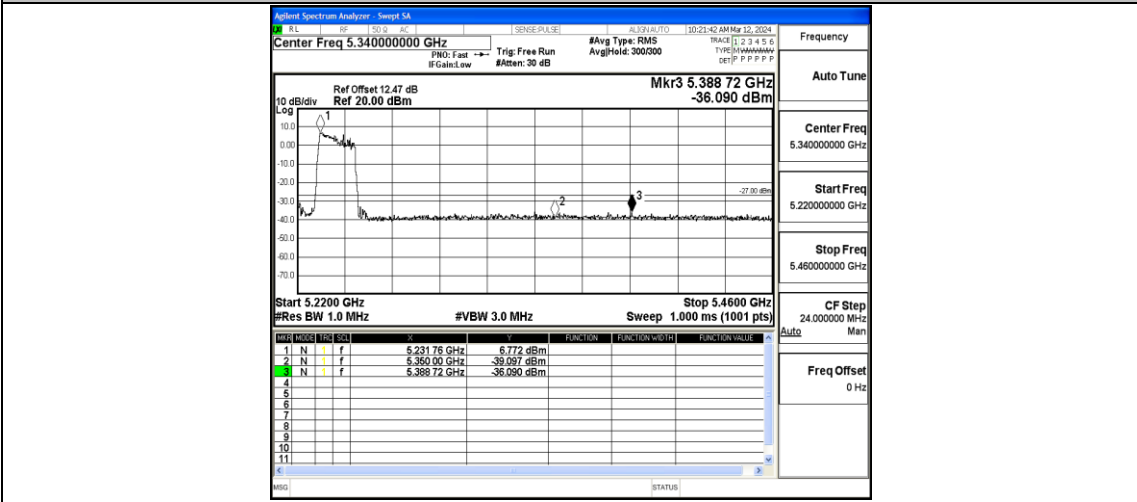 Agilent Spectrum Analyzer - Swept SA
RL RF 50 Ω AC SENSE:PULSE ALIGN AUTO 10:21:42 AM Mar 12, 2024
Center Freq 5.340000000 GHz #Avg Type: RMS TRACE 1 2 3 4 5 6
PNO: Fast Trig: Free Run Avg|Hold: 300/300 TYPE M WWWWW
IFGain:Low #Atten: 30 dB DET P P P P P P
Frequency
Auto Tune
Center Freq
5.340000000 GHz
Start Freq
5.220000000 GHz
Stop Freq
5.460000000 GHz
CF Step
24.000000 MHz
Auto Man
Freq Offset
0 Hz
Mkr3 5.388 72 GHz
Ref Offset 12.47 dB
-36.090 dBm
10 dB/div Ref 20.00 dBm
Log
10.0
0.00
-10.0
-20.0
-30.0
-40.0
-50.0
-60.0
-70.0
1
2
3
-27.00 dBm
Start 5.2200 GHz Stop 5.4600 GHz
#Res BW 1.0 MHz #VBW 3.0 MHz Sweep 1.000 ms (1001 pts)
MKR MODE TRC SCL X Y FUNCTION FUNCTION WIDTH FUNCTION VALUE
1 N 1 f 5.231 76 GHz 6.772 dBm
2 N 1 f 5.350 00 GHz -39.097 dBm
3 N 1 f 5.388 72 GHz -36.090 dBm
4
5
6
7
8
9
10
11
MSG STATUS